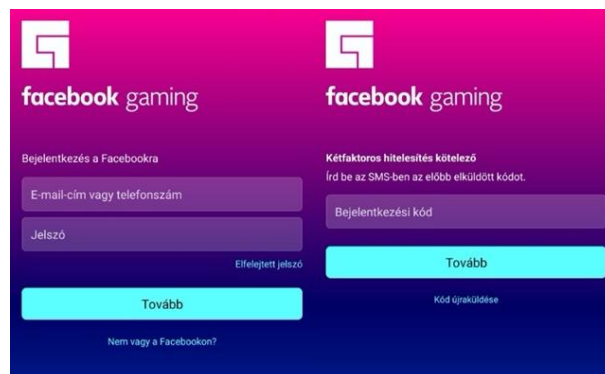 facebook gaming
Bejelentkezés a Facebookra
E-mail-cím vagy telefonszám
Jelszó
Elfelejtett jelszó
Tovább
Nem vagy a Facebookon?
facebook gaming
Kétfaktoros hitelesítés kötelező
Írd be az SMS-ben az előbb elküldött kódot.
Bejelentkezési kód
Tovább
Kód újraküldése